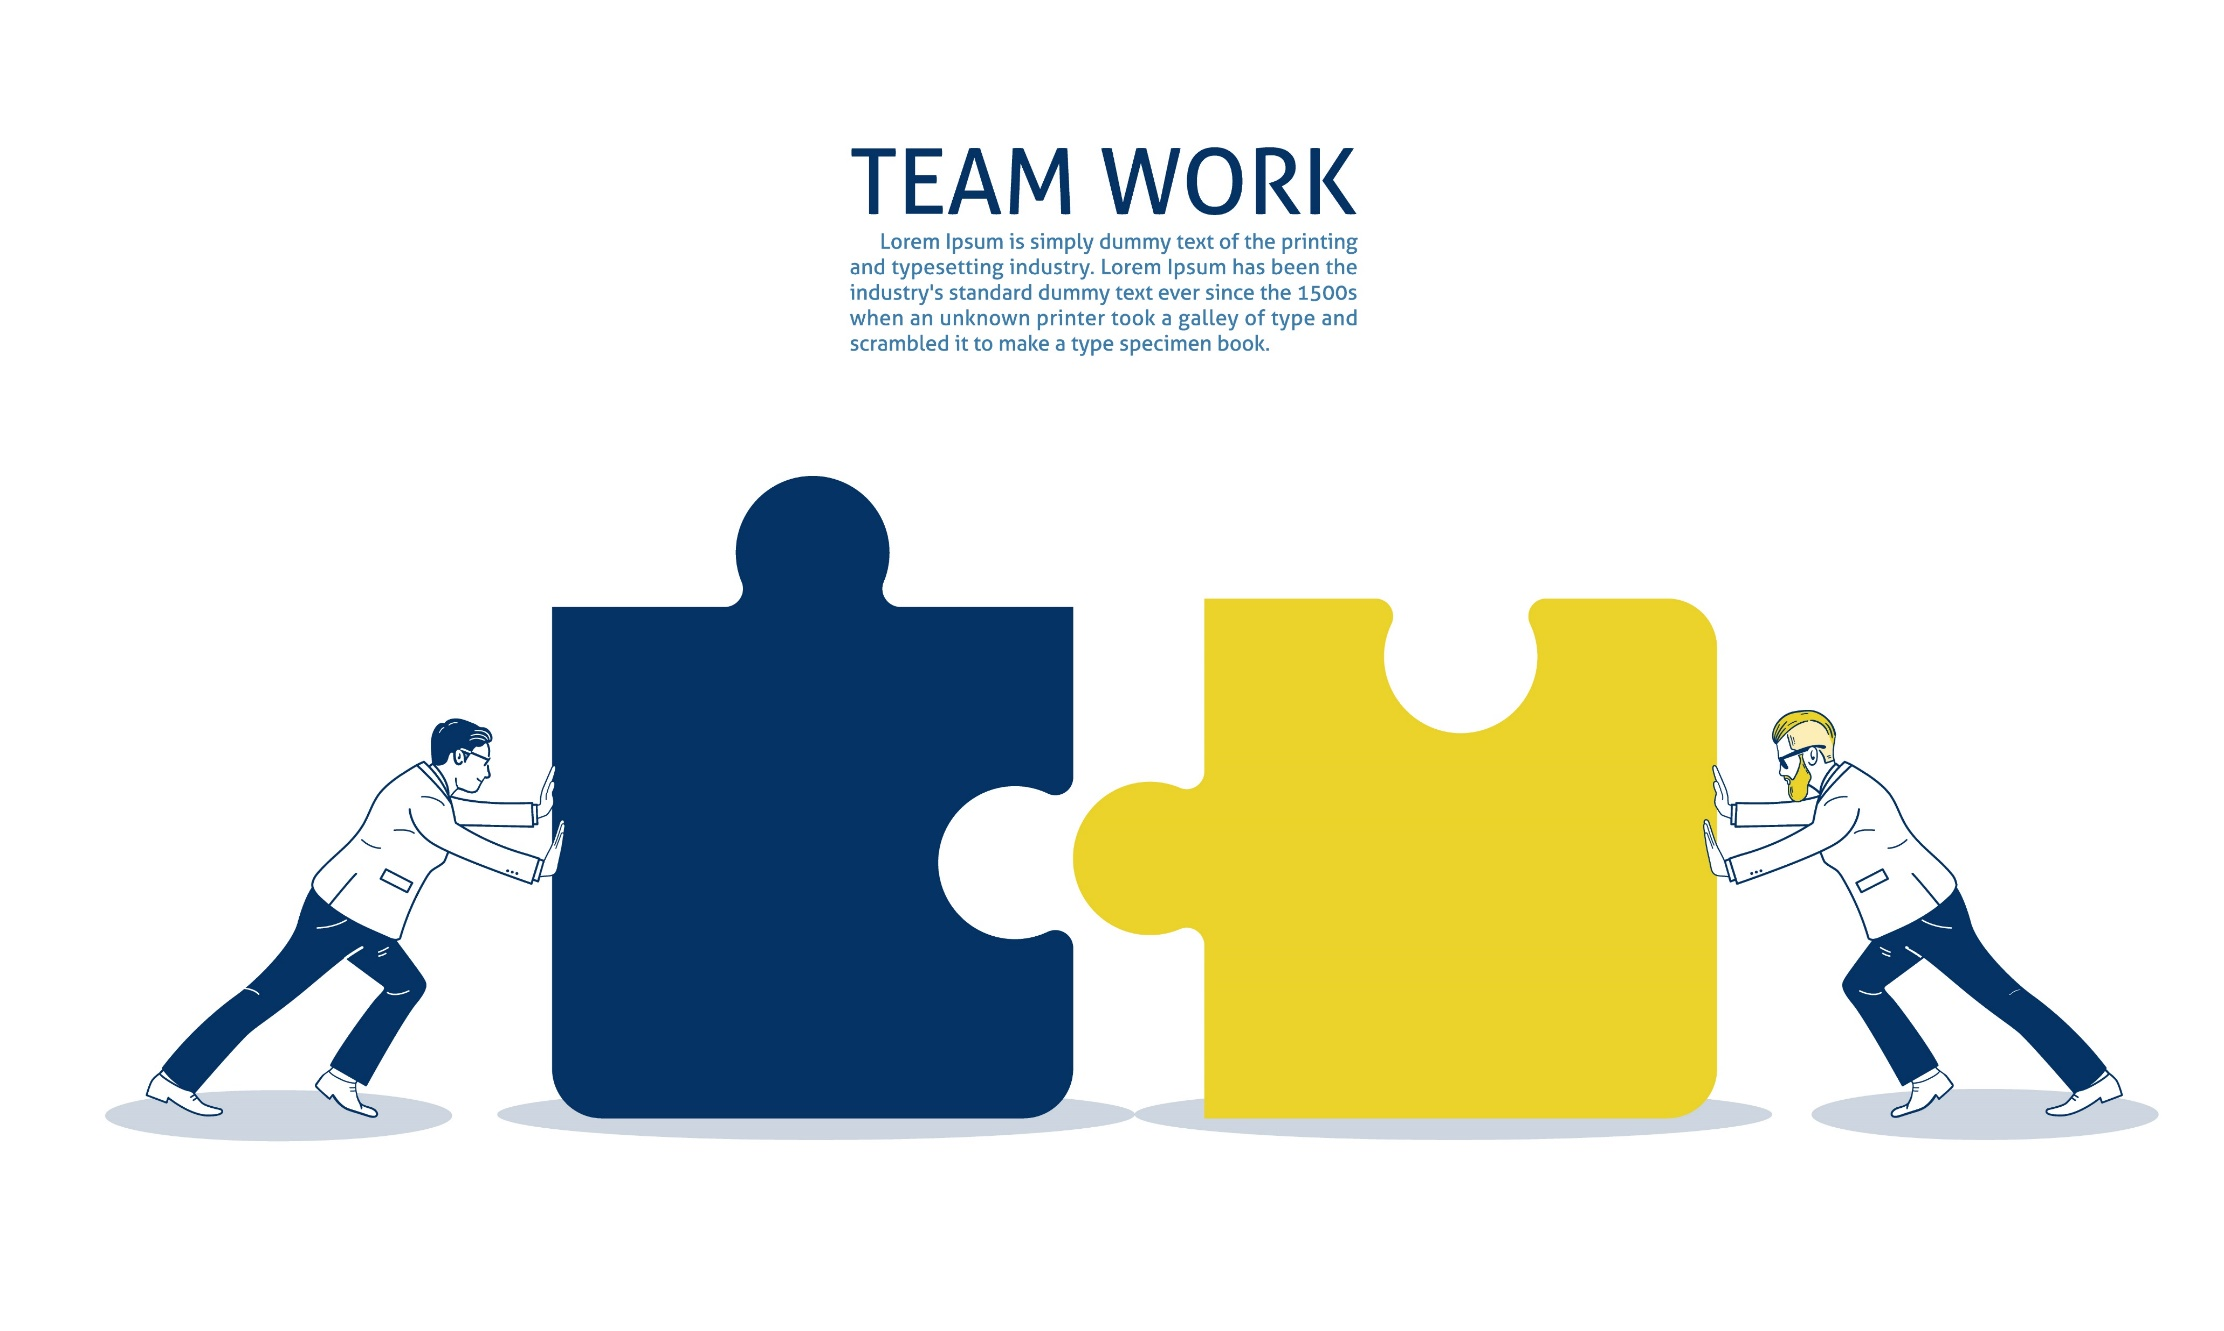 TEAM WORK
Lorem Ipsum is simply dummy text of the printing
and typesetting industry. Lorem Ipsum has been the
industry's standard dummy text ever since the 1500s
when an unknown printer took a galley of type and
scrambled it to make a type specimen book.